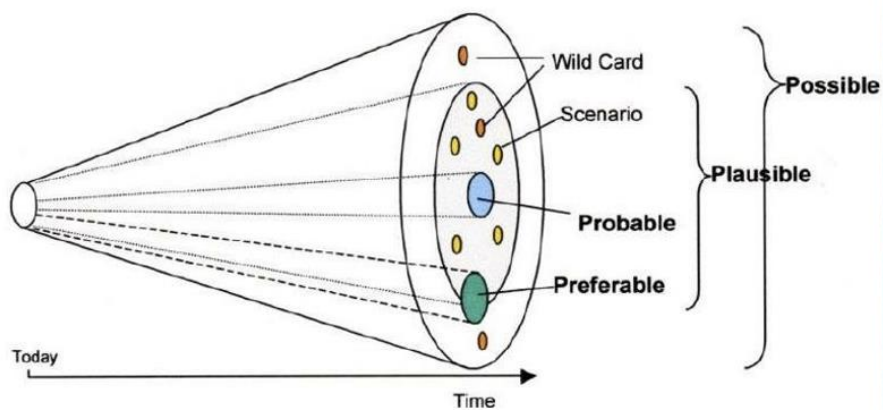 Wild Card
Possible
Scenario
Plausible
Probable
Preferable
Today
Time